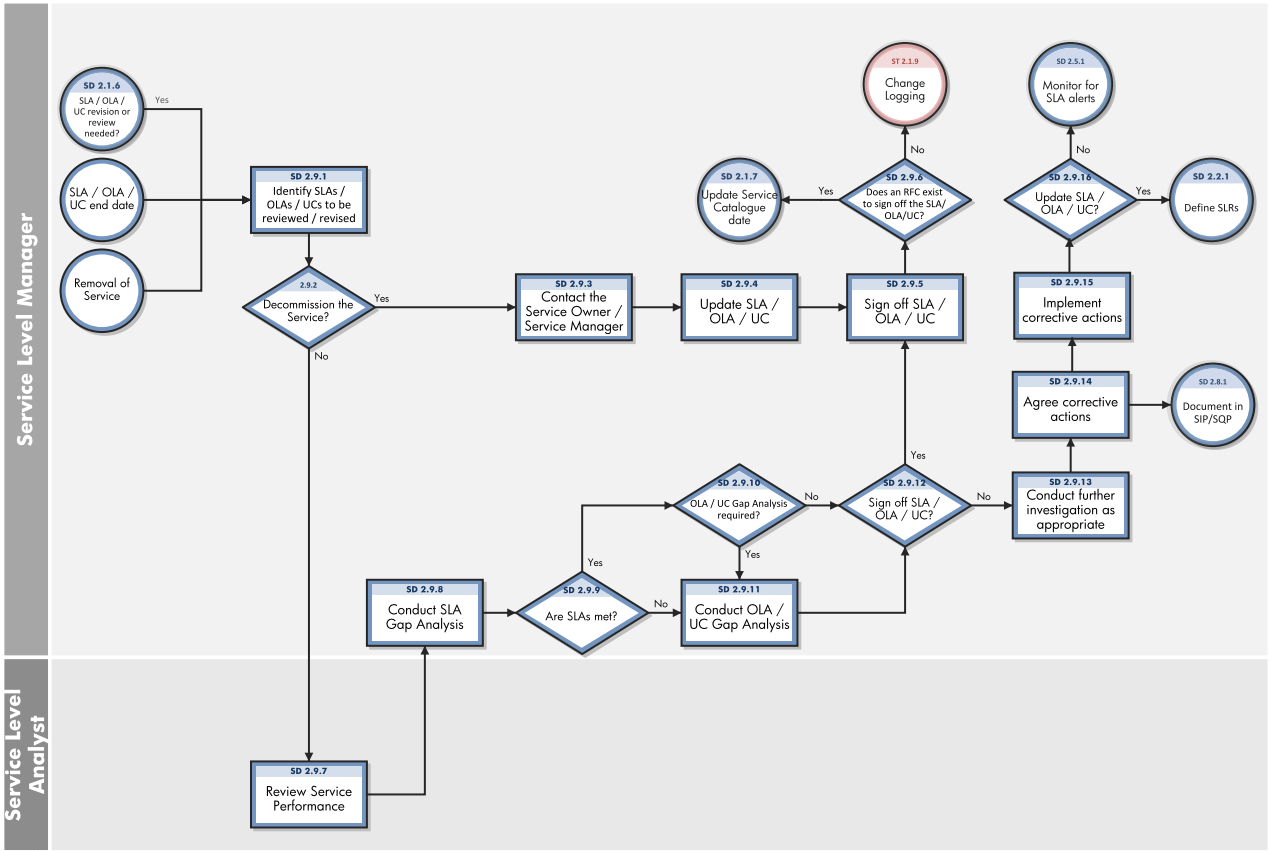 Service Level Manager
SD 2.1.6
SLA / OLA /
UC revision or
review
needed?
Yes
SLA / OLA /
UC end date
Removal of
Service
SD 2.9.1
Identify SLAs /
OLAs / UCs to be
reviewed / revised
2.9.2
Decommission the
Service?
Yes
No
SD 2.9.3
Contact the
Service Owner /
Service Manager
SD 2.9.4
Update SLA /
OLA / UC
SD 2.9.5
Sign off SLA /
OLA / UC
SD 2.9.6
Does an RFC exist
to sign off the SLA/
OLA/UC?
Yes
No
SD 2.1.7
Update Service
Catalogue
date
ST 2.1.9
Change
Logging
SD 2.5.1
Monitor for
SLA alerts
No
SD 2.9.16
Update SLA /
OLA / UC?
Yes
SD 2.2.1
Define SLRs
SD 2.9.15
Implement
corrective actions
SD 2.9.14
Agree corrective
actions
SD 2.8.1
Document in
SIP/SQP
SD 2.9.13
Conduct further
investigation as
appropriate
SD 2.9.12
Sign off SLA /
OLA / UC?
Yes
No
SD 2.9.10
OLA / UC Gap Analysis
required?
No
Yes
SD 2.9.8
Conduct SLA
Gap Analysis
SD 2.9.9
Are SLAs met?
Yes
No
SD 2.9.11
Conduct OLA /
UC Gap Analysis
Service Level
Analyst
SD 2.9.7
Review Service
Performance